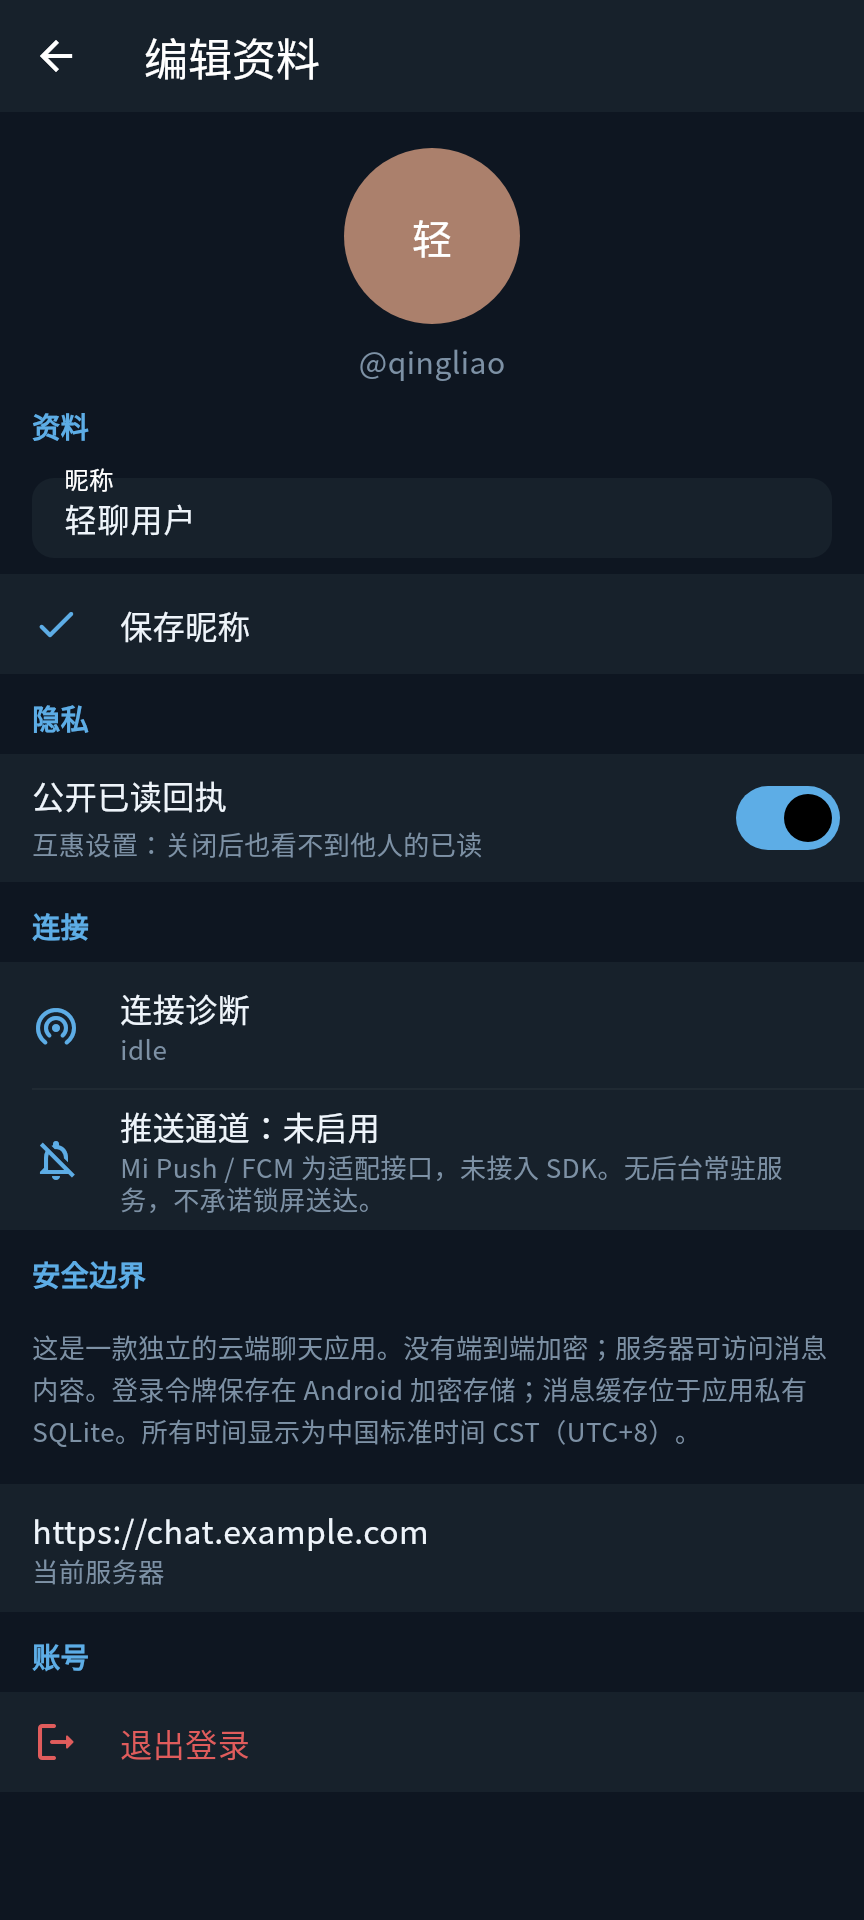 编辑资料
轻
@qingliao
资料
昵称
轻聊用户
保存昵称
隐私
公开已读回执
互惠设置：关闭后也看不到他人的已读
连接
连接诊断
idle
推送通道：未启用
Mi Push / FCM 为适配接口，未接入 SDK。无后台常驻服
务，不承诺锁屏送达。
安全边界
这是一款独立的云端聊天应用。没有端到端加密；服务器可访问消息
内容。登录令牌保存在 Android 加密存储；消息缓存位于应用私有
SQLite。所有时间显示为中国标准时间 CST（UTC+8）。
https://chat.example.com
当前服务器
账号
退出登录